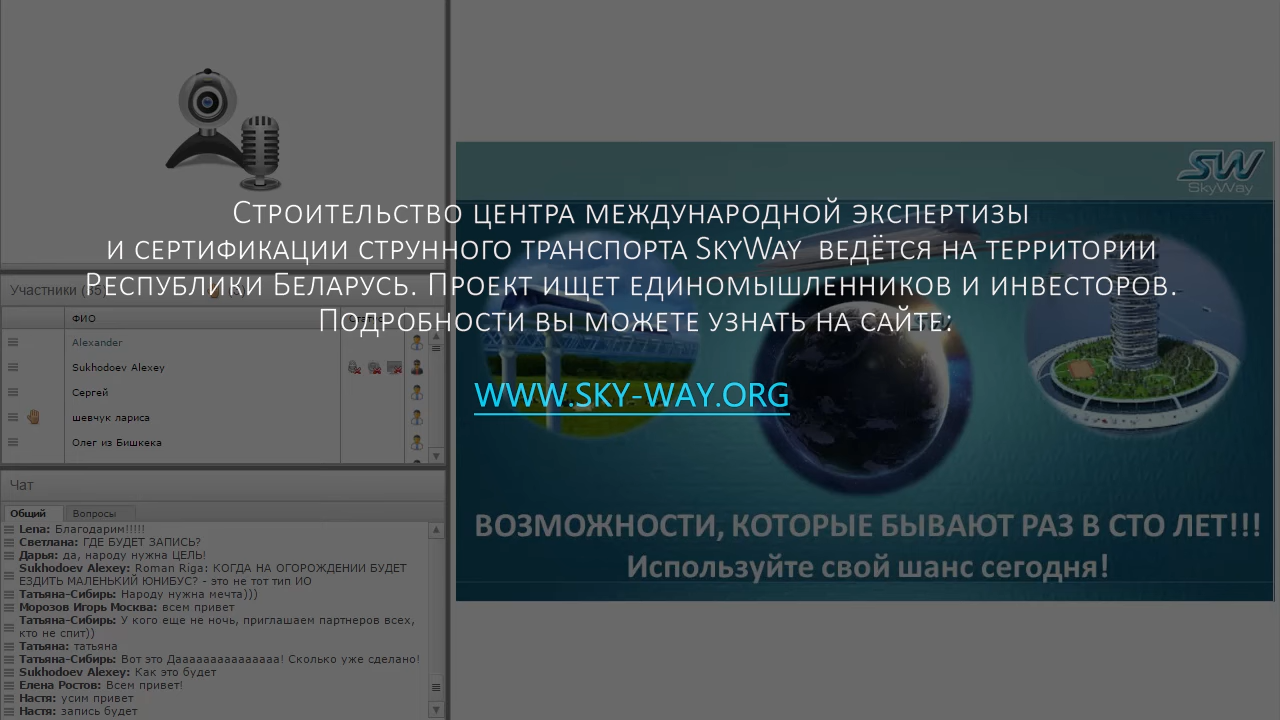 SW
SkyWay
Строительство центра международной экспертизы
и сертификации струнного транспорта SkyWay ведётся на территории
Республики Беларусь. Проект ищет единомышленников и инвесторов.
Подробности вы можете узнать на сайте:
WWW.SKY-WAY.ORG
Участники
ФИО
Alexander
Sukhodoev Alexey
Сергей
шевчук лариса
Олег из Бишкека
Чат
Общий Вопросы
Lena: Благодарим!!!!!
Светлана: ГДЕ БУДЕТ ЗАПИСЬ?
Дарья: да, народу нужна ЦЕЛЬ!
Sukhodoev Alexey: Roman Riga: КОГДА НА ОГОРОЖДЕНИИ БУДЕТ
ЕЗДИТЬ МАЛЕНЬКИЙ ЮНИБУС? - это не тот тип ИО
Татьяна-Сибирь: Народу нужна мечта)))
Морозов Игорь Москва: всем привет
Татьяна-Сибирь: У кого еще не ночь, приглашаем партнеров всех,
кто не спит))
Татьяна: татьяна
Татьяна-Сибирь: Вот это Дааааааааааааааа! Сколько уже сделано!
Sukhodoev Alexey: Как это будет
Елена Ростов: Всем привет!
Настя: усим привет
Настя: запись будет
ВОЗМОЖНОСТИ, КОТОРЫЕ БЫВАЮТ РАЗ В СТО ЛЕТ!!!
Используйте свой шанс сегодня!